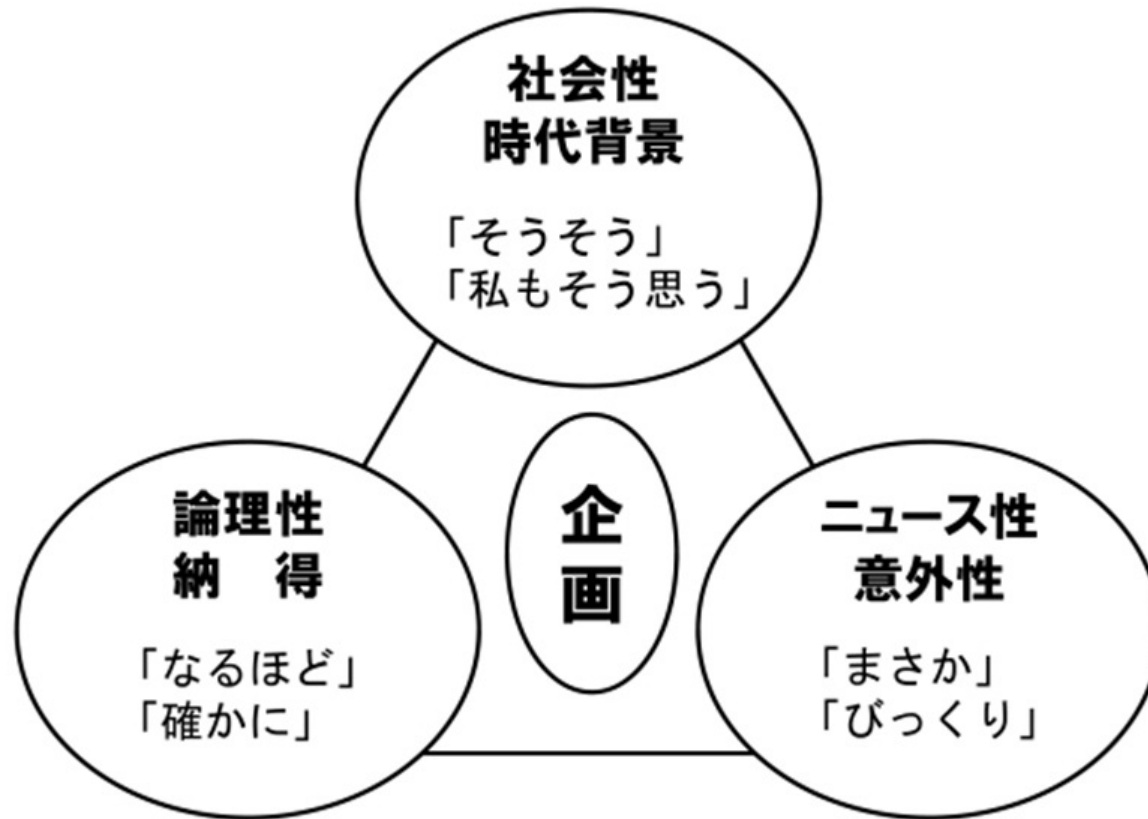 社会性
時代背景
「そうそう」
「私もそう思う」
企
画
論理性
納　得
「なるほど」
「確かに」
ニュース性
意外性
「まさか」
「びっくり」